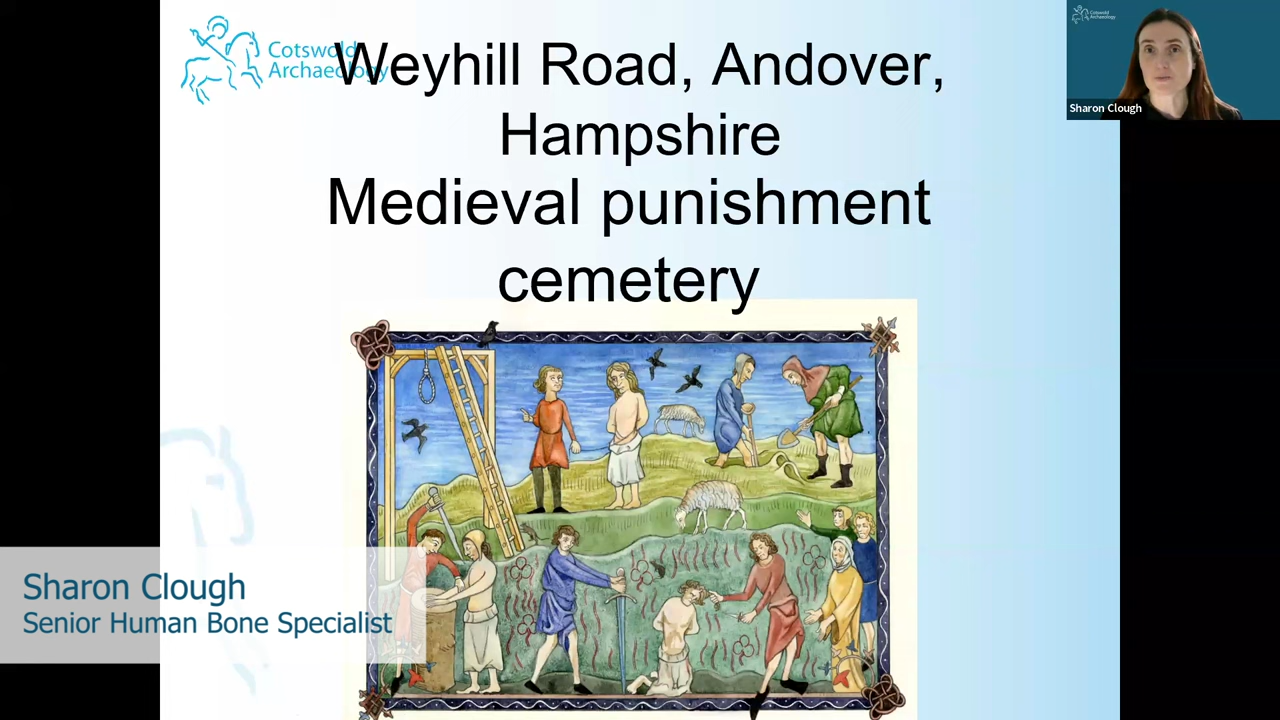 Cotswold
Archaeology
Weyhill Road, Andover,
Hampshire
Medieval punishment
cemetery
Cotswold
Archaeology
Sharon Clough
Sharon Clough
Senior Human Bone Specialist